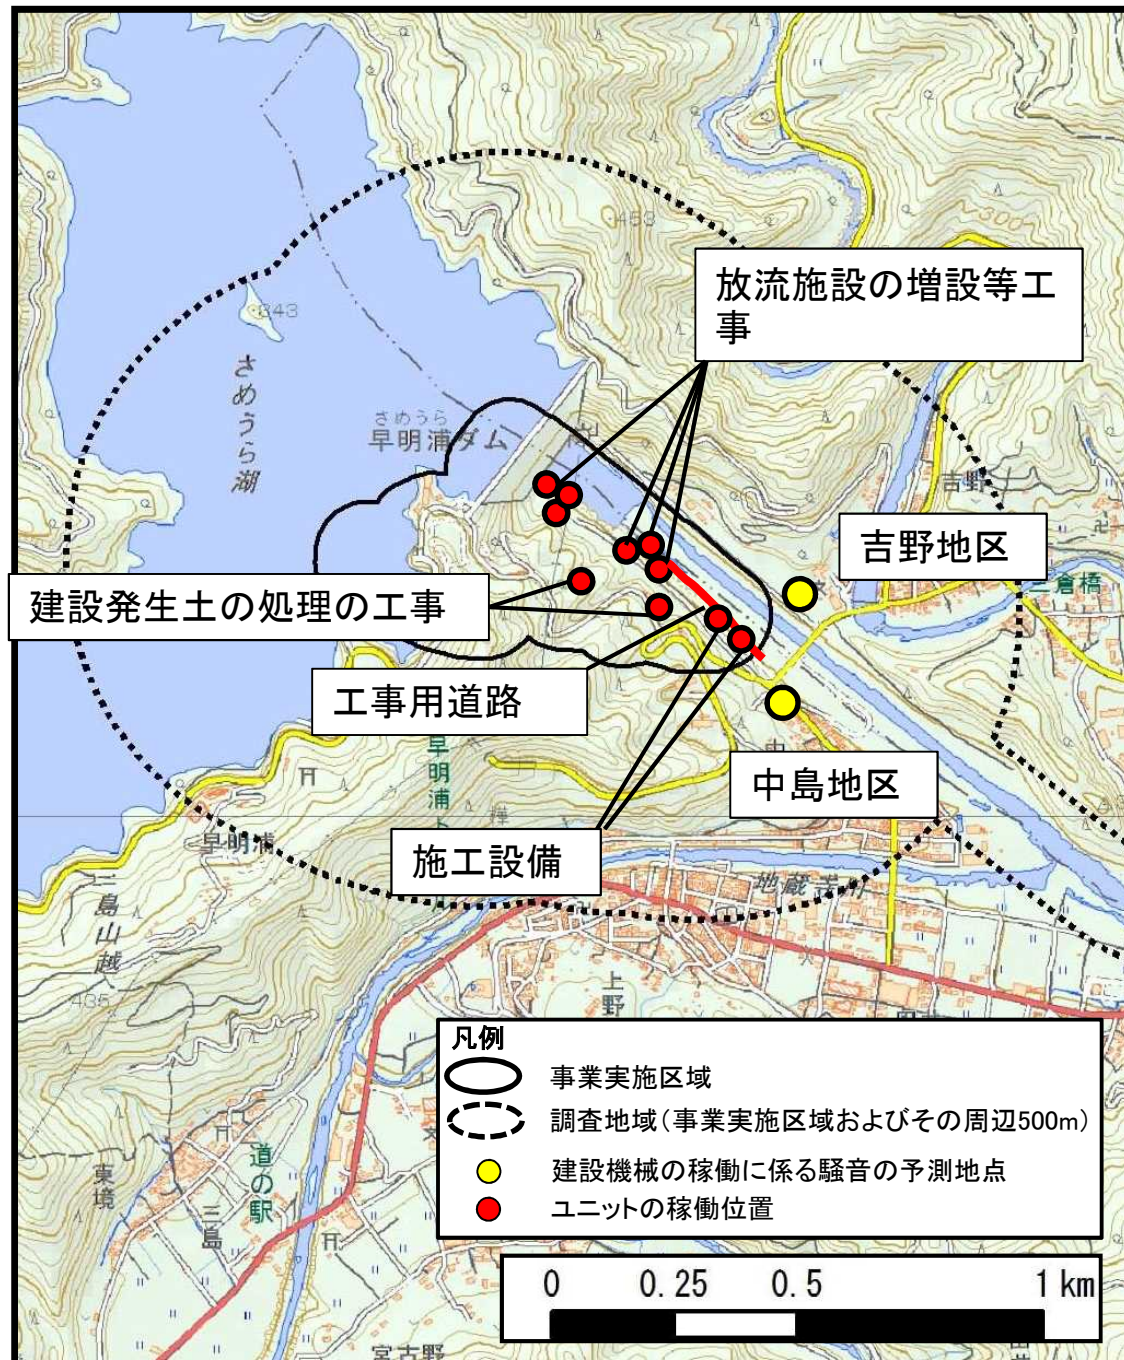 453
放流施設の増設等工
事
343
さめうら湖
さめうら
早明浦ダム
吉野
吉野地区
建設発生土の処理の工事
工事用道路
中島地区
施工設備
早明浦
地蔵寺川
三島山越
435
上野
道の駅
東境
三島
宮古野
凡例
事業実施区域
調査地域(事業実施区域およびその周辺500m)
建設機械の稼働に係る騒音の予測地点
ユニットの稼働位置
0 0.25 0.5 1 km